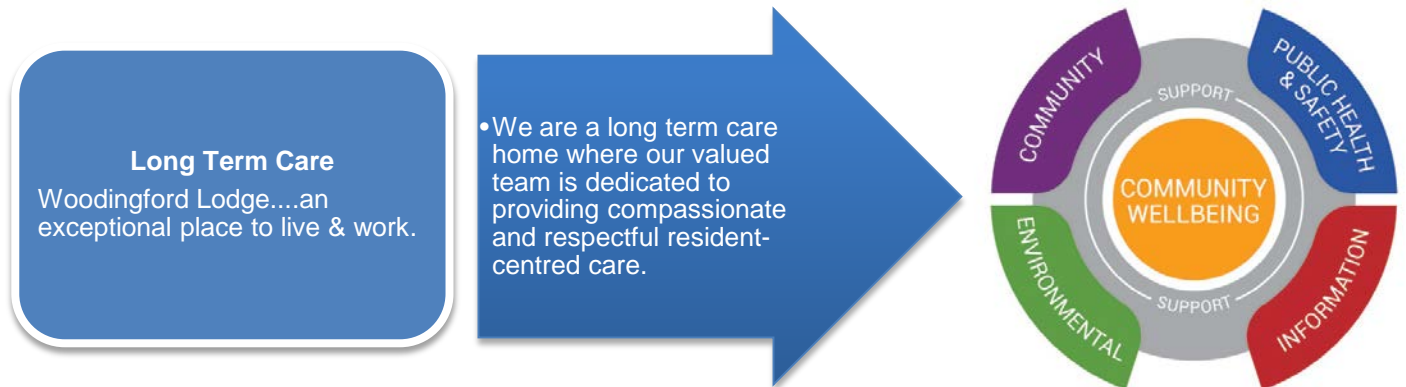 Long Term Care
Woodingford Lodge....an
exceptional place to live & work.
•We are a long term care
home where our valued
team is dedicated to
providing compassionate
and respectful resident-
centred care.
COMMUNITY
PUBLIC HEALTH
& SAFETY
SUPPORT
COMMUNITY
WELLBEING
SUPPORT
ENVIRONMENTAL
INFORMATION